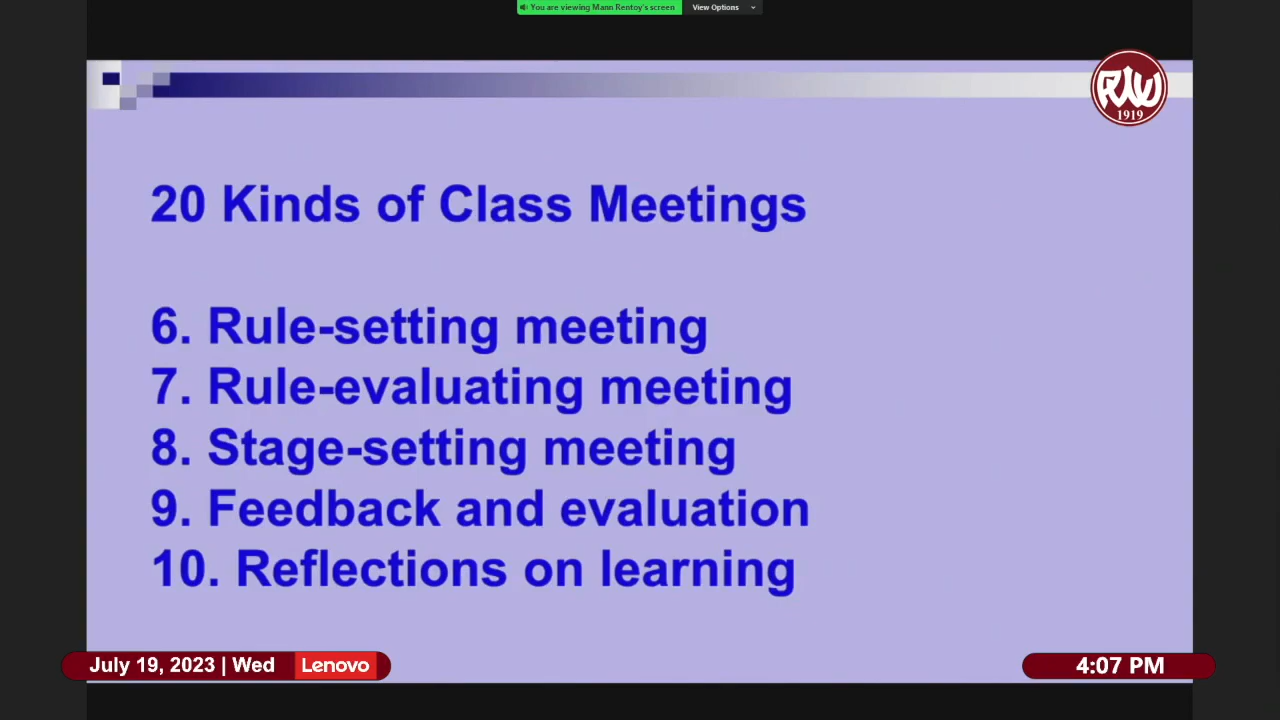 You are viewing Mann Rentoy's screen
View Options
RW
1919
20 Kinds of Class Meetings
6. Rule-setting meeting
7. Rule-evaluating meeting
8. Stage-setting meeting
9. Feedback and evaluation
10. Reflections on learning
July 19, 2023 | Wed
Lenovo
4:07 PM